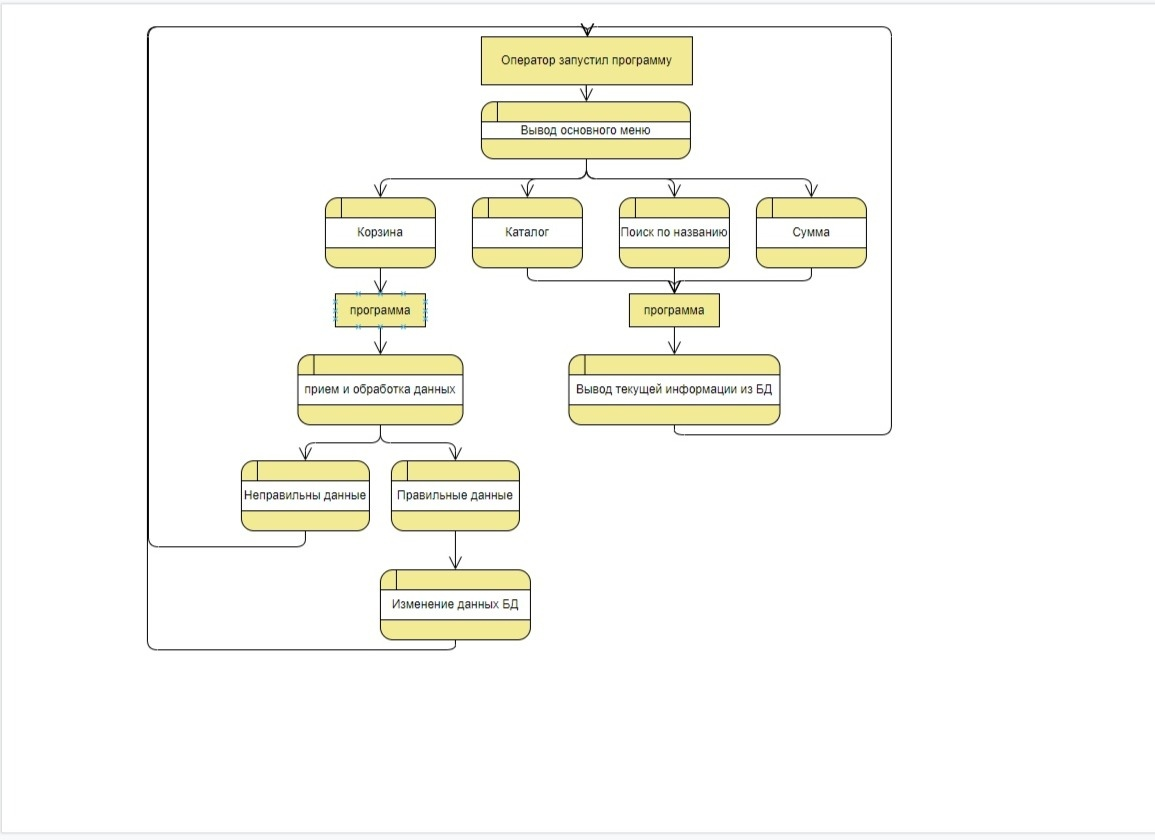 Оператор запустил программу
Вывод основного меню
Корзина
Каталог
Поиск по названию
Сумма
программа
программа
прием и обработка данных
Вывод текущей информации из БД
Неправильны данные
Правильные данные
Изменение данных БД